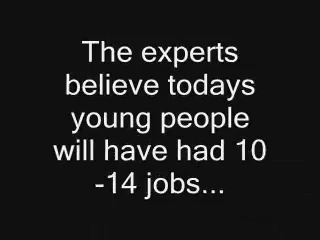 The experts
believe todays
young people
will have had 10
-14 jobs...